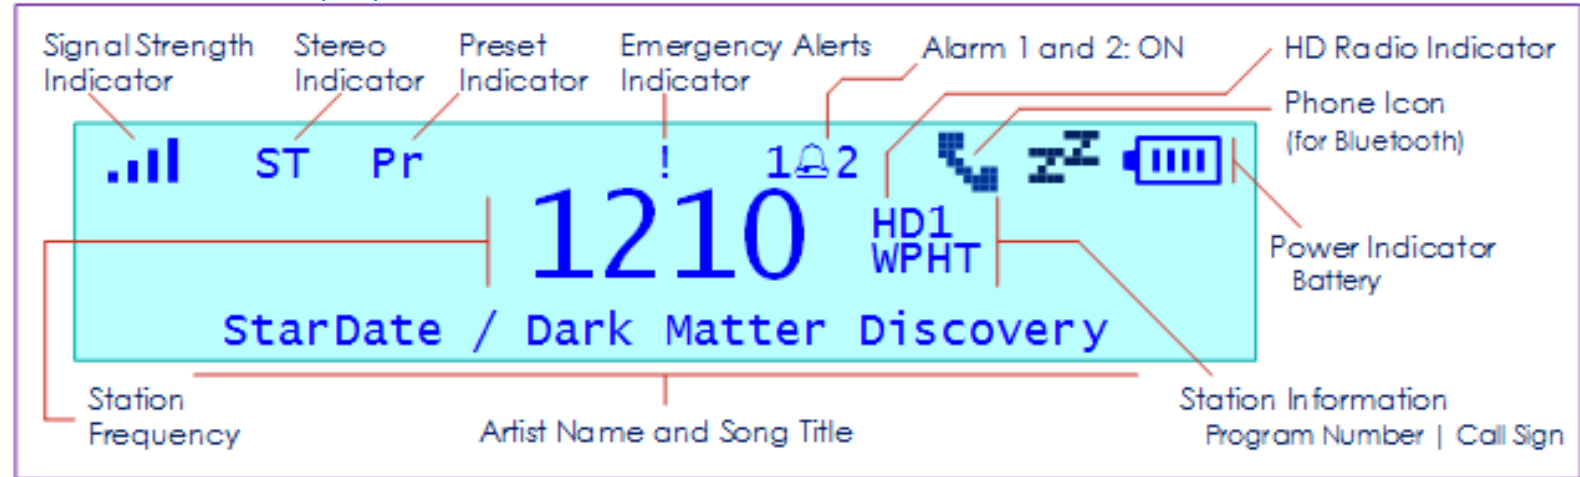 Signal Strength
Indicator
Stereo
Indicator
Preset
Indicator
Emergency Alerts
Indicator
Alarm 1 and 2: ON
HD Radio Indicator
Phone Icon
(for Bluetooth)
ST Pr ! 1 2 zz
1210
HD1
WPHT
Power Indicator
Battery
StarDate / Dark Matter Discovery
Station
Frequency
Artist Name and Song Title
Station Information
Program Number | Call Sign